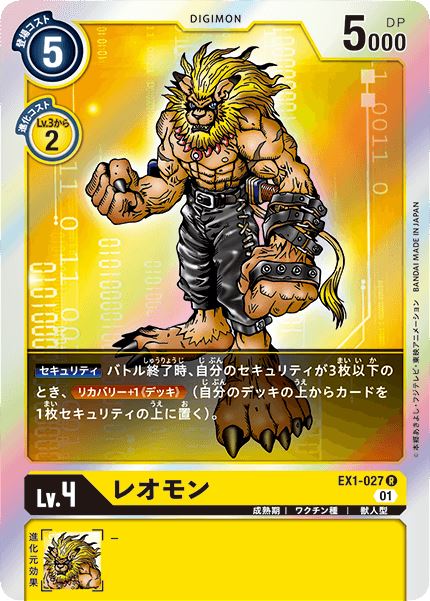 登場コスト
5
DIGIMON
DP
5000
進化コスト
Lv.3から
2
セキュリティ バトル終了時、自分のセキュリティが3枚以下の
とき、リカバリー+1《デッキ》(自分のデッキの上からカードを
1枚セキュリティの上に置く)。
©本郷あきよし・フジテレビ・東映アニメーション BANDAI MADE IN JAPAN
Lv.4
レオモン
EX1-027 R
01
成熟期 | ワクチン種 | 獣人型
進化元効果
–